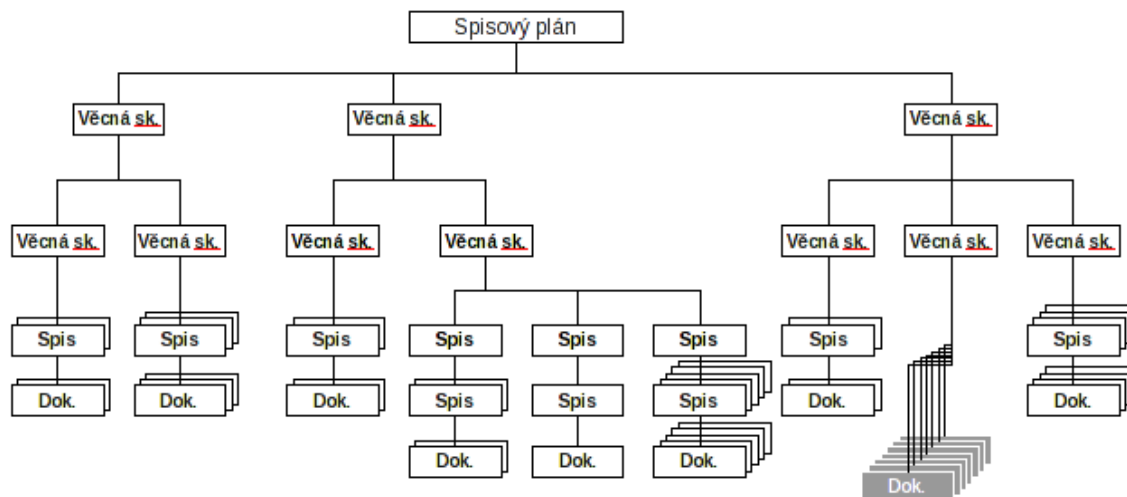 Spisový plán
Věcná sk. Věcná sk. Věcná sk.
Věcná sk. Věcná sk. Věcná sk. Věcná sk. Věcná sk. Věcná sk. Věcná sk.
Spis Spis Spis Spis Spis Spis Spis Spis
Dok. Dok. Dok. Spis Spis Spis Dok. Dok.
Dok. Dok. Dok.
Dok.